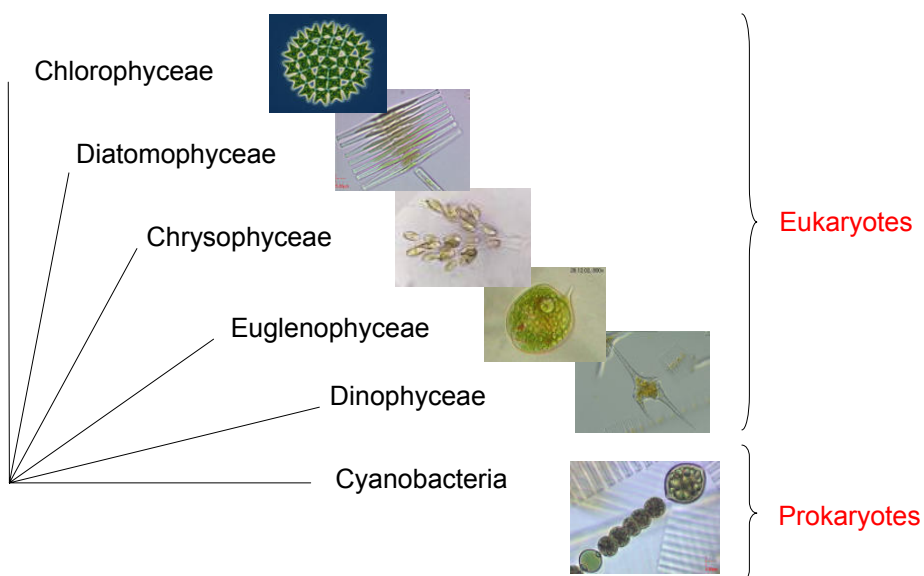 Chlorophyceae
Diatomophyceae
Chrysophyceae
Eukaryotes
Euglenophyceae
Dinophyceae
Cyanobacteria
Prokaryotes